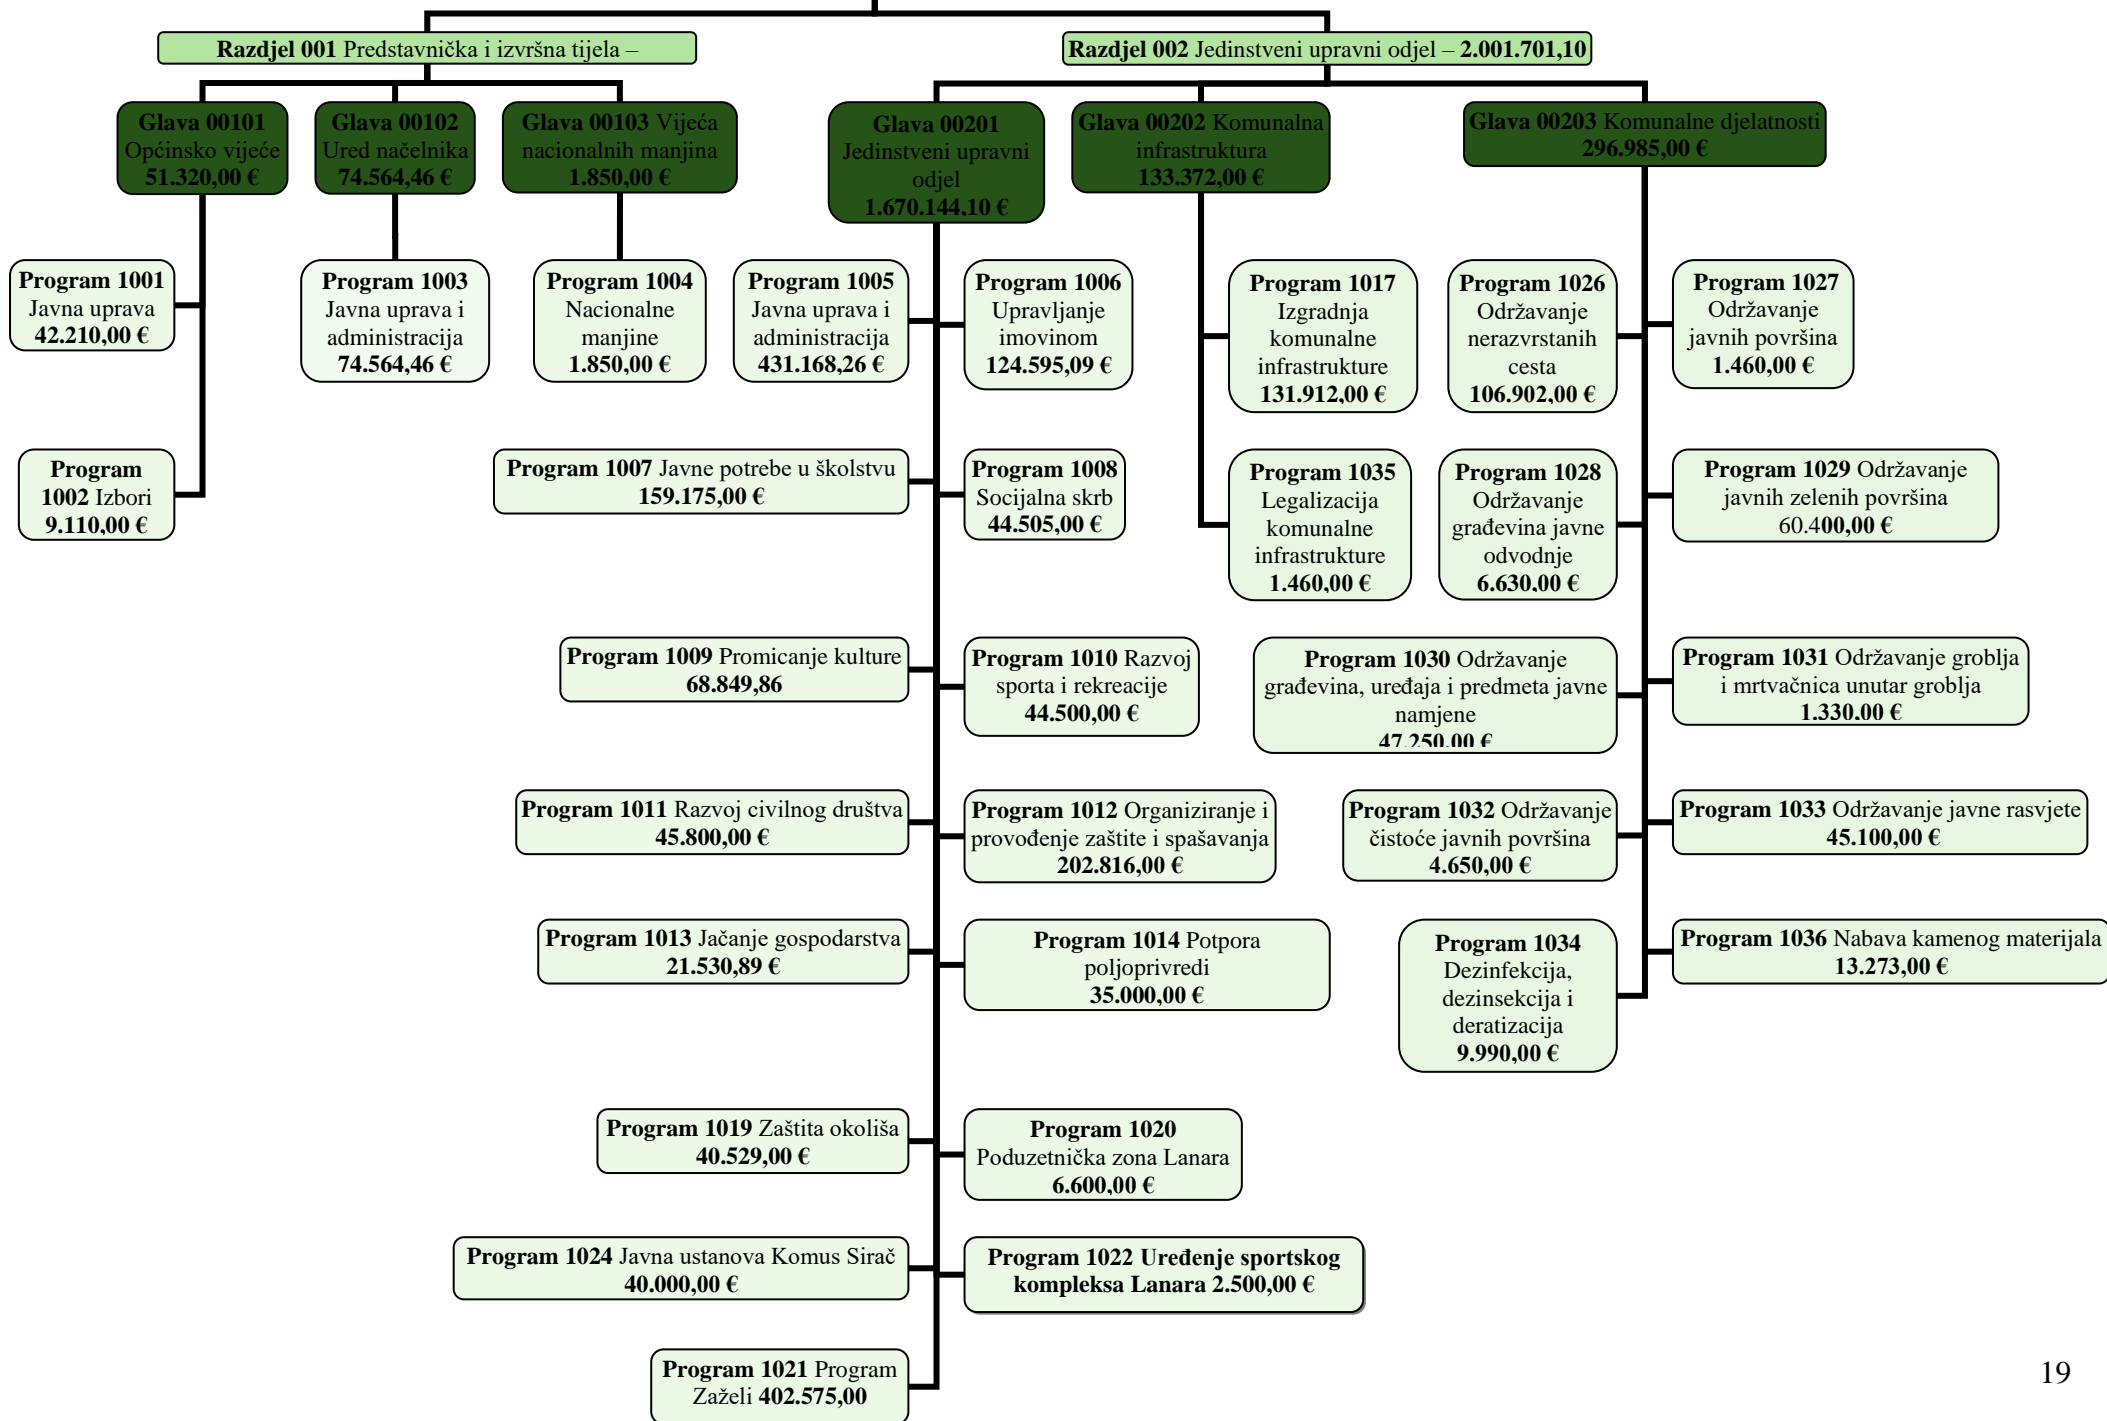 Razdjel 001 Predstavnička i izvršna tijela –
Razdjel 002 Jedinstveni upravni odjel – 2.001.701,10
Glava 00101
Općinsko vijeće
51.320,00 €
Glava 00102
Ured načelnika
74.564,46 €
Glava 00103 Vijeća
nacionalnih manjina
1.850,00 €
Glava 00201
Jedinstveni upravni
odjel
1.670.144,10 €
Glava 00202 Komunalna
infrastruktura
133.372,00 €
Glava 00203 Komunalne djelatnosti
296.985,00 €
Program 1001
Javna uprava
42.210,00 €
Program 1003
Javna uprava i
administracija
74.564,46 €
Program 1004
Nacionalne
manjine
1.850,00 €
Program 1005
Javna uprava i
administracija
431.168,26 €
Program 1006
Upravljanje
imovinom
124.595,09 €
Program 1017
Izgradnja
komunalne
infrastrukture
131.912,00 €
Program 1026
Održavanje
nerazvrstanih
cesta
106.902,00 €
Program 1027
Održavanje
javnih površina
1.460,00 €
Program
1002 Izbori
9.110,00 €
Program 1007 Javne potrebe u školstvu
159.175,00 €
Program 1008
Socijalna skrb
44.505,00 €
Program 1035
Legalizacija
komunalne
infrastrukture
1.460,00 €
Program 1028
Održavanje
građevina javne
odvodnje
6.630,00 €
Program 1029 Održavanje
javnih zelenih površina
60.400,00 €
Program 1009 Promicanje kulture
68.849,86
Program 1010 Razvoj
sporta i rekreacije
44.500,00 €
Program 1030 Održavanje
građevina, uređaja i predmeta javne
namjene
47.250,00 €
Program 1031 Održavanje groblja
i mrtvačnica unutar groblja
1.330,00 €
Program 1011 Razvoj civilnog društva
45.800,00 €
Program 1012 Organiziranje i
provođenje zaštite i spašavanja
202.816,00 €
Program 1032 Održavanje
čistoće javnih površina
4.650,00 €
Program 1033 Održavanje javne rasvjete
45.100,00 €
Program 1013 Jačanje gospodarstva
21.530,89 €
Program 1014 Potpora
poljoprivredi
35.000,00 €
Program 1034
Dezinfekcija,
dezinsekcija i
deratizacija
9.990,00 €
Program 1036 Nabava kamenog materijala
13.273,00 €
Program 1019 Zaštita okoliša
40.529,00 €
Program 1020
Poduzetnička zona Lanara
6.600,00 €
Program 1024 Javna ustanova Komus Sirač
40.000,00 €
Program 1022 Uređenje sportskog
kompleksa Lanara 2.500,00 €
Program 1021 Program
Zaželi 402.575,00
19